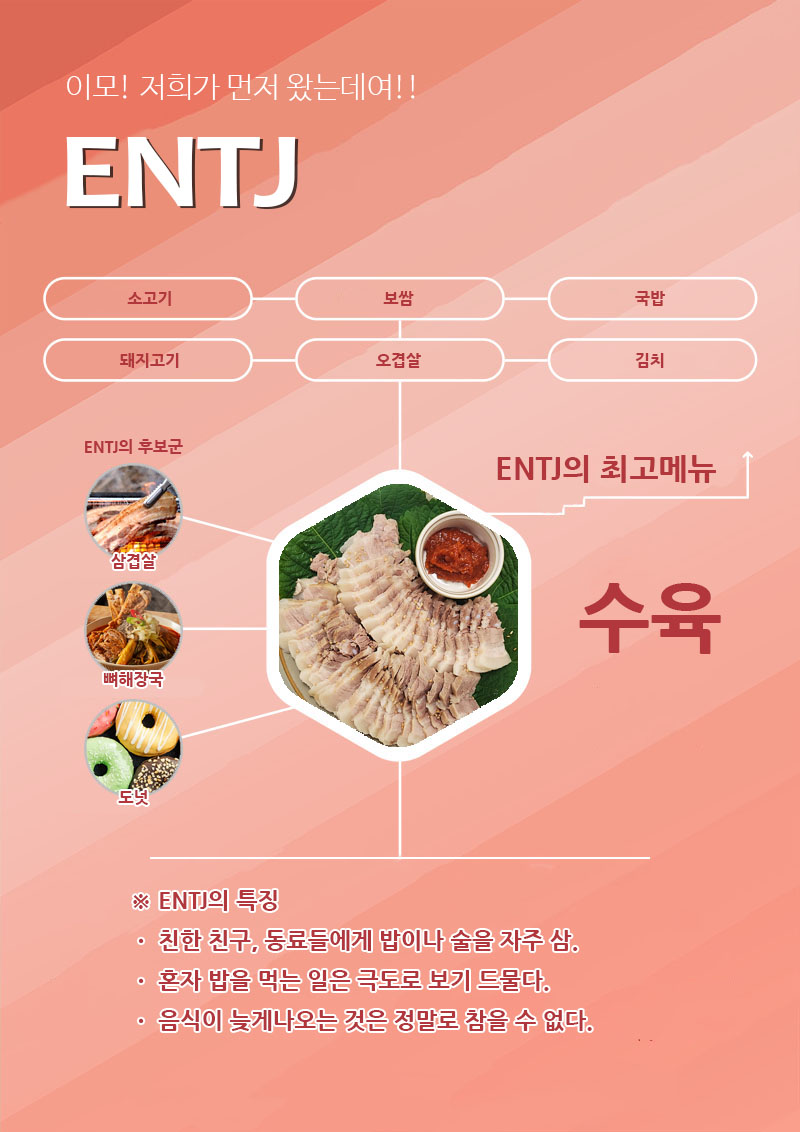 이모! 저희가 먼저 왔는데여!!
ENTJ
소고기
보쌈
국밥
돼지고기
오겹살
김치
ENTJ의 후보군
삼겹살
뼈해장국
도넛
ENTJ의 최고메뉴
수육
※ ENTJ의 특징
· 친한 친구, 동료들에게 밥이나 술을 자주 삼.
· 혼자 밥을 먹는 일은 극도로 보기 드물다.
· 음식이 늦게나오는 것은 정말로 참을 수 없다.